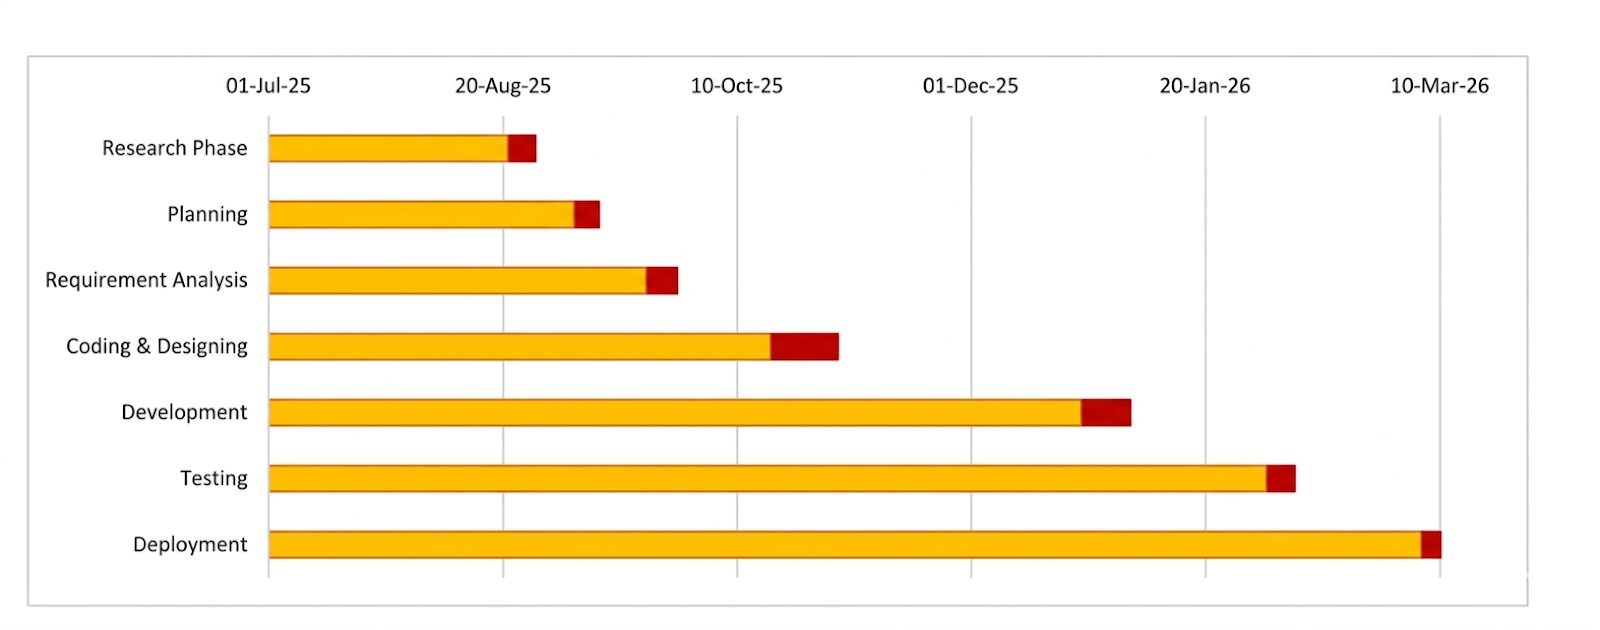 01-Jul-25 20-Aug-25 10-Oct-25 01-Dec-25 20-Jan-26 10-Mar-26
Research Phase
Planning
Requirement Analysis
Coding & Designing
Development
Testing
Deployment